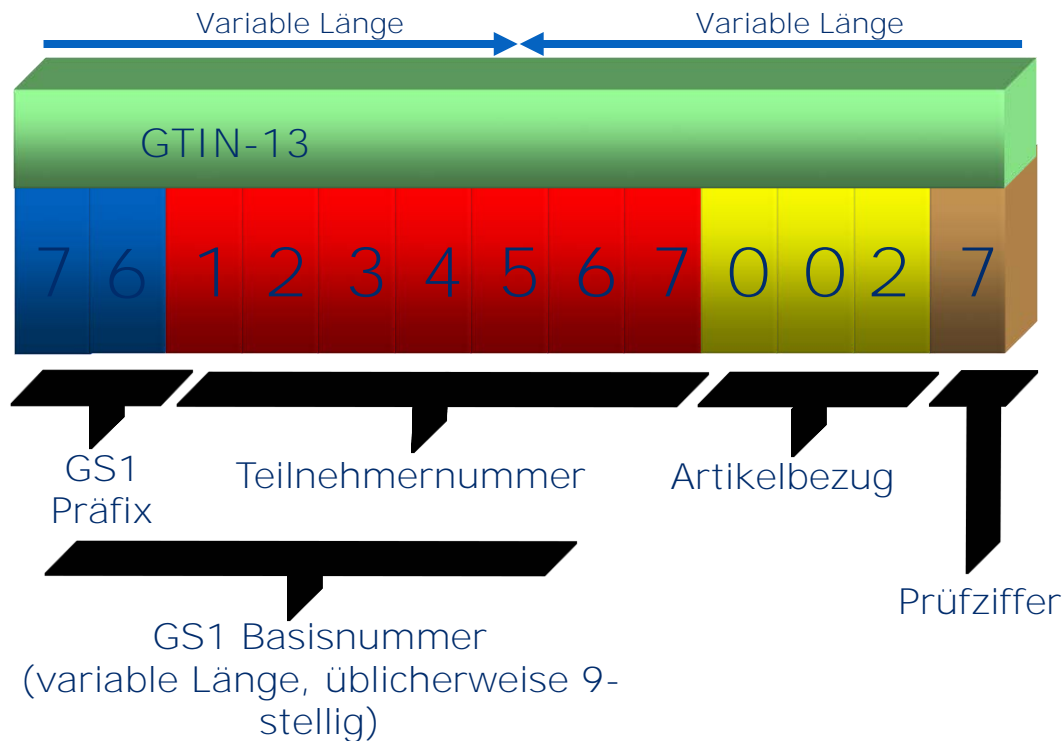 Variable Länge Variable Länge
GTIN-13
7 6 1 2 3 4 5 6 7 0 0 2 7
GS1
Präfix
Teilnehmernummer
Artikelbezug
Prüfziffer
GS1 Basisnummer
(variable Länge, üblicherweise 9-
stellig)